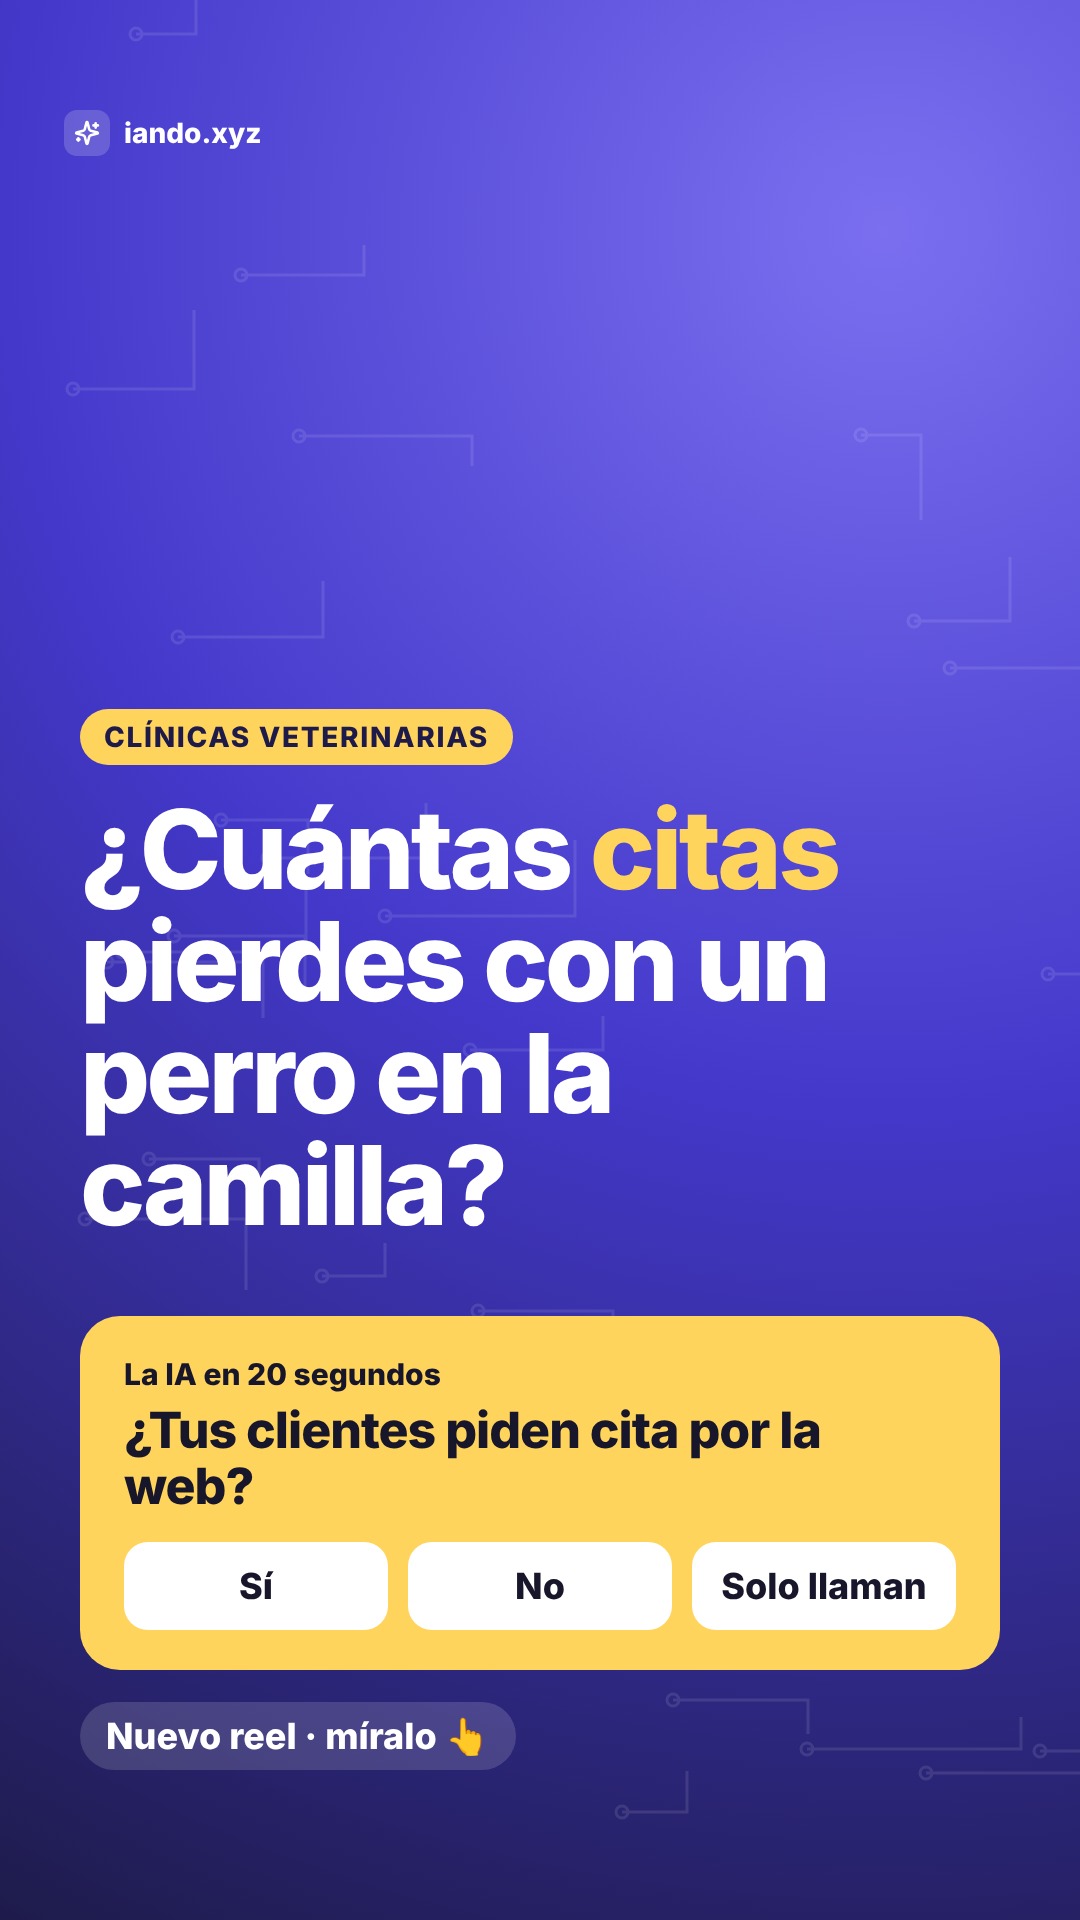 iando.xyz
CLÍNICAS VETERINARIAS
¿Cuántas citas
pierdes con un
perro en la
camilla?
La IA en 20 segundos
¿Tus clientes piden cita por la
web?
Sí
No
Solo llaman
Nuevo reel · míralo 👆